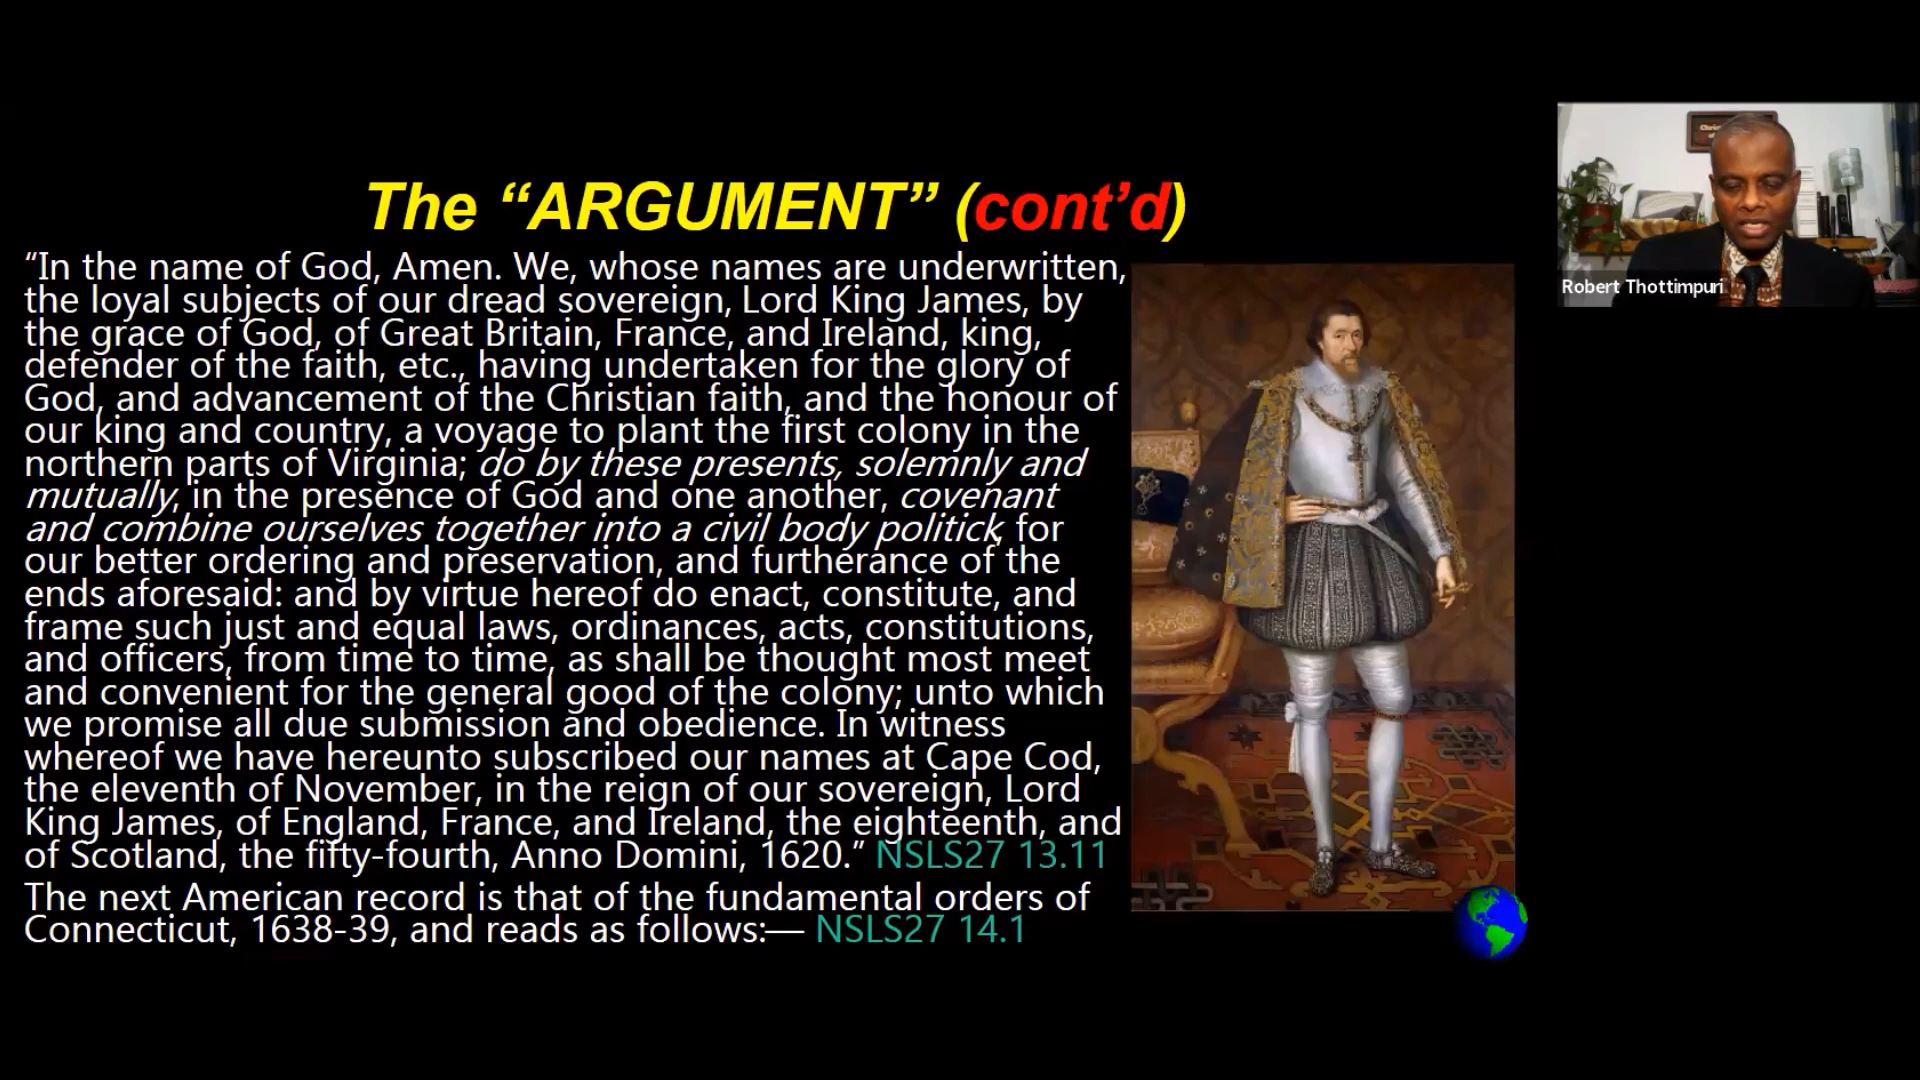 The “ARGUMENT” (cont’d)
“In the name of God, Amen. We, whose names are underwritten,
the loyal subjects of our dread sovereign, Lord King James, by
the grace of God, of Great Britain, France, and Ireland, king,
defender of the faith, etc., having undertaken for the glory of
God, and advancement of the Christian faith, and the honour of
our king and country, a voyage to plant the first colony in the
northern parts of Virginia; do by these presents, solemnly and
mutually, in the presence of God and one another, covenant
and combine ourselves together into a civil body politick, for
our better ordering and preservation, and furtherance of the
ends aforesaid: and by virtue hereof do enact, constitute, and
frame such just and equal laws, ordinances, acts, constitutions,
and officers, from time to time, as shall be thought most meet
and convenient for the general good of the colony; unto which
we promise all due submission and obedience. In witness
whereof we have hereunto subscribed our names at Cape Cod,
the eleventh of November, in the reign of our sovereign, Lord
King James, of England, France, and Ireland, the eighteenth, and
of Scotland, the fifty-fourth, Anno Domini, 1620.” NSLS27 13.11
The next American record is that of the fundamental orders of
Connecticut, 1638-39, and reads as follows:— NSLS27 14.1
Robert Thottimpuri